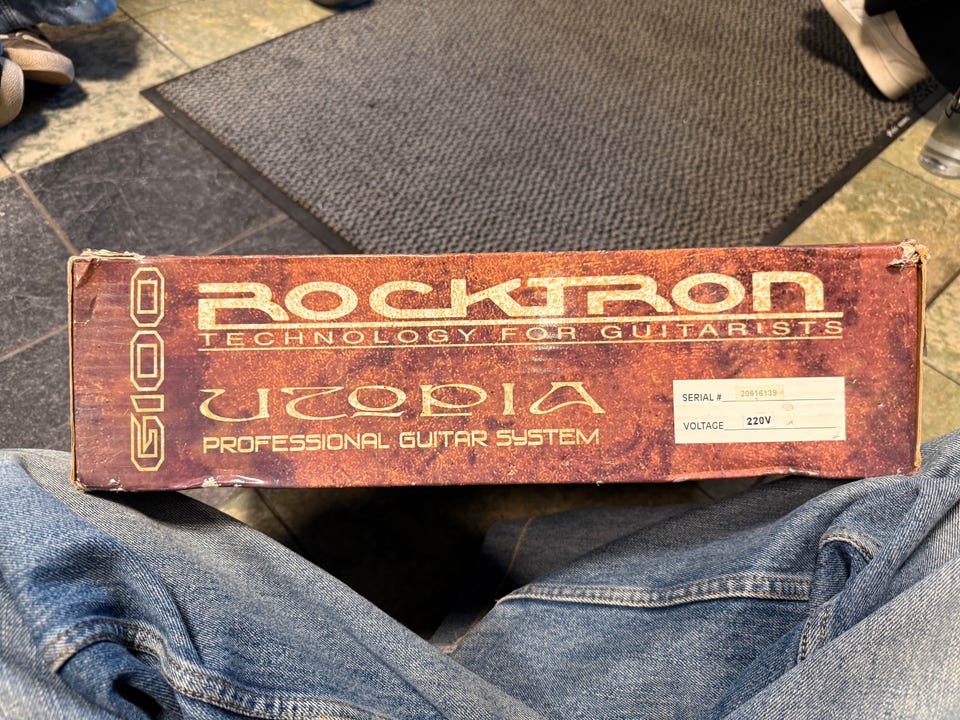 G100
ROCKTRON
TECHNOLOGY FOR GUITARISTS
UTOPIA
PROFESSIONAL GUITAR SYSTEM
SERIAL # 20616139
VOLTAGE 220V